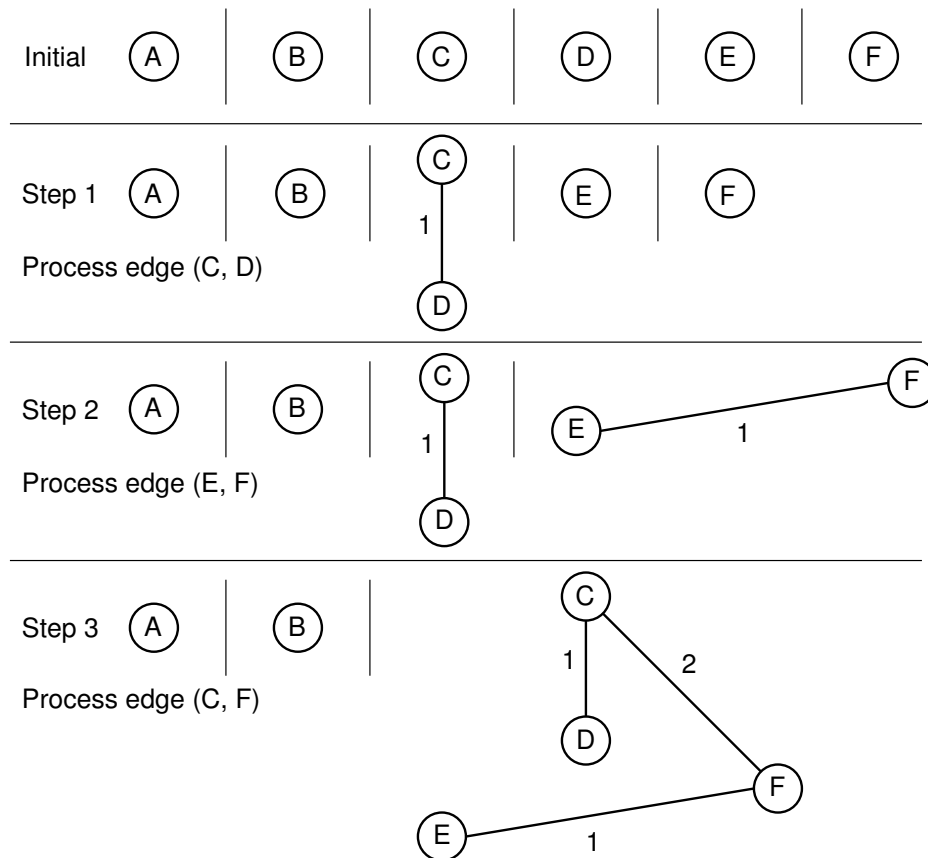 Initial A B C D E F
C
Step 1 A B E F
1
Process edge (C, D)
D
C F
Step 2 A B
E
1 1
Process edge (E, F)
D
C
Step 3 A B
1 2
Process edge (C, F)
D
F
E
1